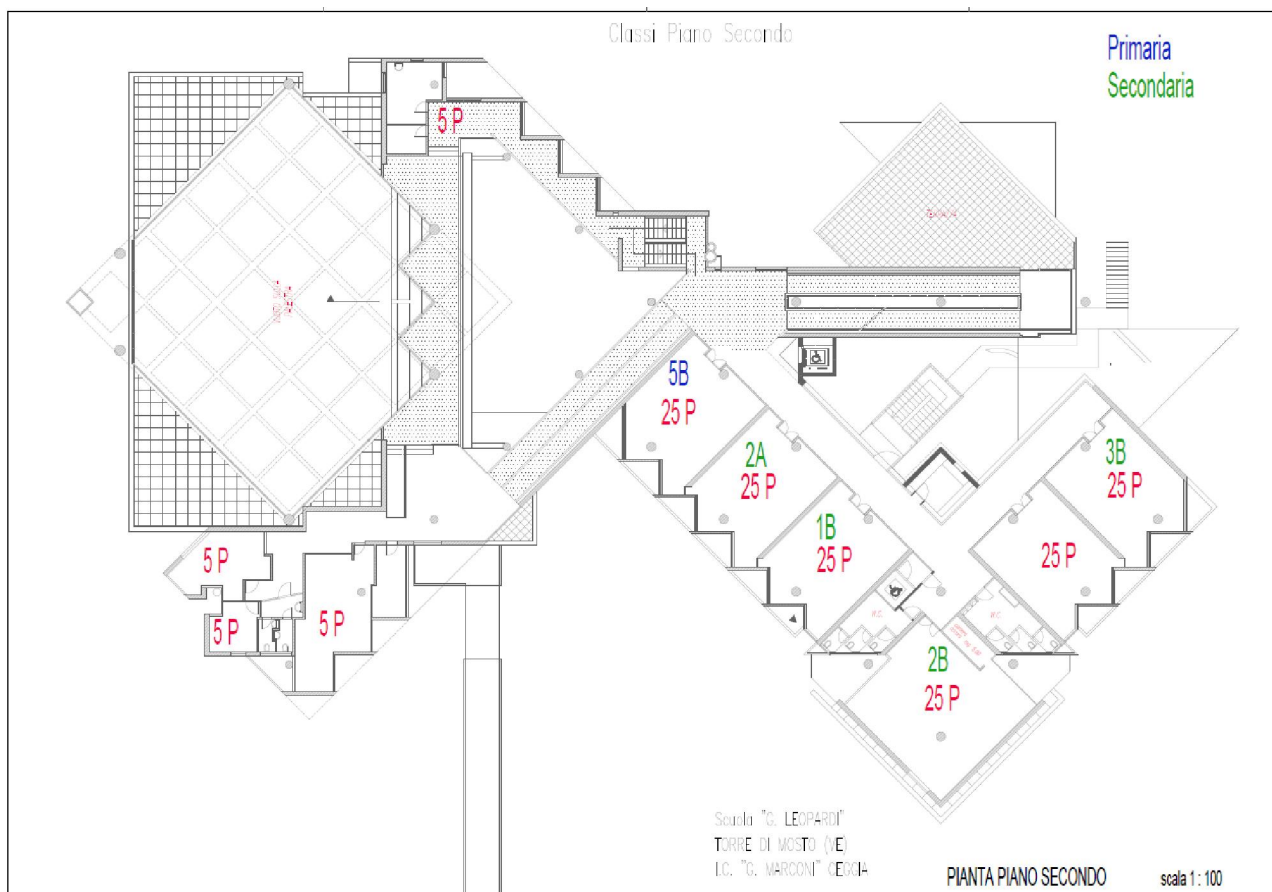 Classi Piano Secondo
Primaria
Secondaria
5 P
TERRAZZA
5B
25 P
2A
25 P
3B
25 P
1B
25 P
25 P
5 P
5 P
5 P
W.C.
W.C.
2B
25 P
Scuola "G. LEOPARDI"
TORRE DI MOSTO (VE)
I.C. "G. MARCONI" CEGGIA
PIANTA PIANO SECONDO
scala 1 : 100